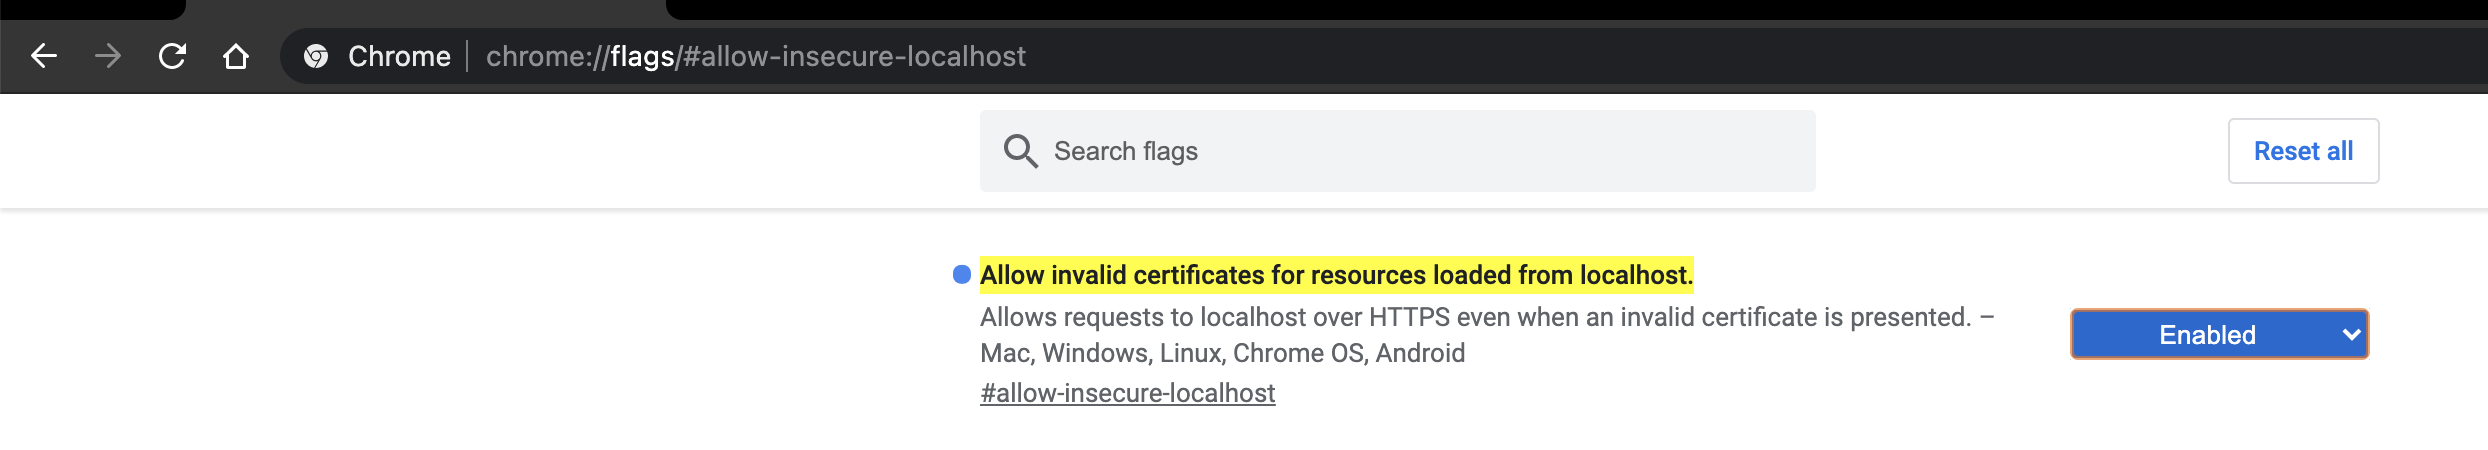 Chrome chrome://flags/#allow-insecure-localhost
Search flags
Reset all
Allow invalid certificates for resources loaded from localhost.
Allows requests to localhost over HTTPS even when an invalid certificate is presented. –
Mac, Windows, Linux, Chrome OS, Android
Enabled
#allow-insecure-localhost